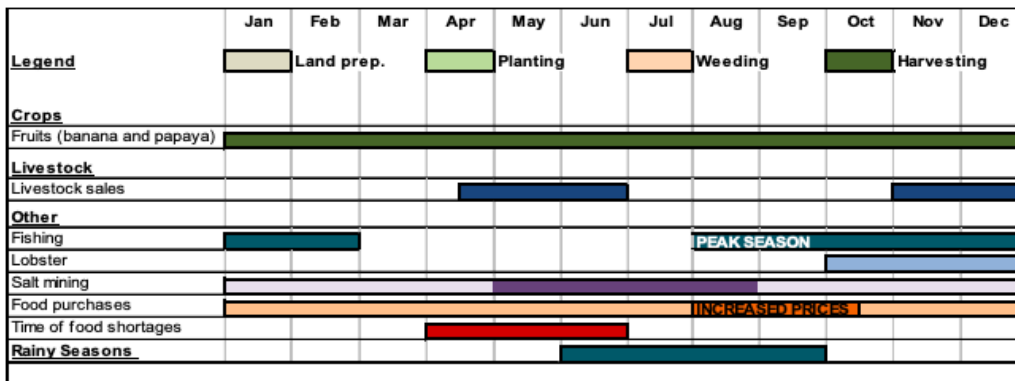 Jan Feb Mar Apr May Jun Jul Aug Sep Oct Nov Dec
Legend Land prep. Planting Weeding Harvesting
Crops
Fruits (banana and papaya)
Livestock
Livestock sales
Other
Fishing PEAK SEASON
Lobster
Salt mining
Food purchases INCREASED PRICES
Time of food shortages
Rainy Seasons